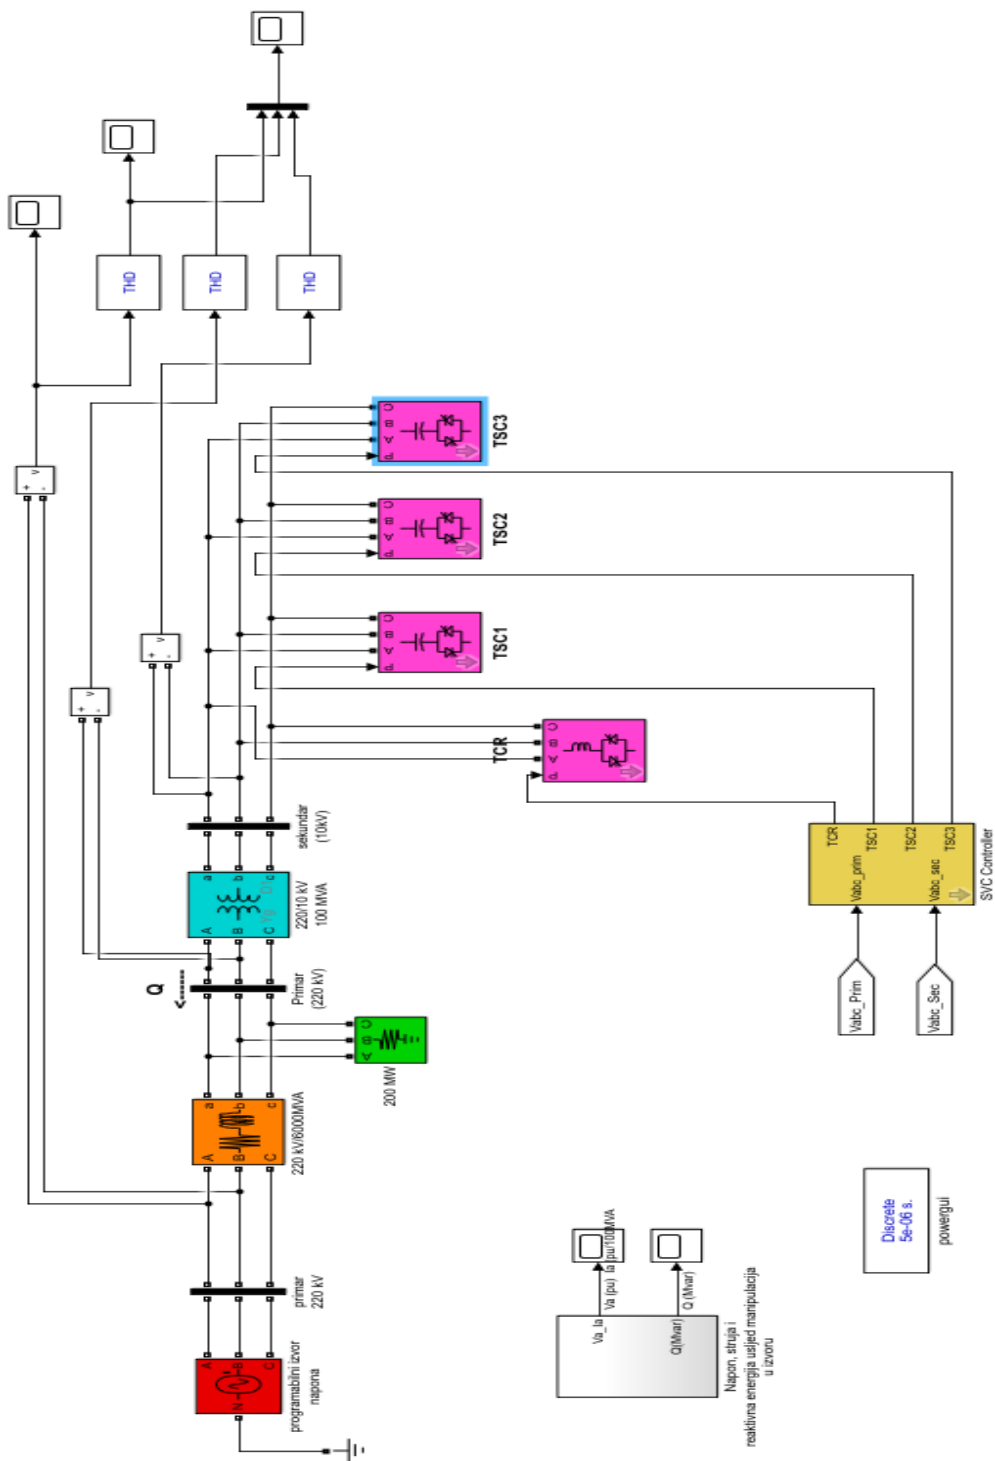 THD
THD
THD
+
-
v
+
-
v
+
-
v
programabilni izvor
napona
N
A
B
C
primar
220 kV
A
B
C
a
b
c
220 kV/6000MVA
A
B
C
200 MW
Q
Primar
(220 kV)
A
B
C
a
b
c
Yg
D1
220/10 kV
100 MVA
sekundar
(10kV)
P
A
B
C
TCR
P
A
B
C
TSC1
P
A
B
C
TSC2
P
A
B
C
TSC3
Vabc_Prim
Vabc_Sec
Vabc_prim
Vabc_sec
TCR
TSC1
TSC2
TSC3
SVC Controller
Va_Ia
Q(Mvar)
Va (pu) Ia (pu/100MVA
Q (Mvar)
Napon, struja i
reaktivna energija usljed manipulacija
u izvoru
Discrete
5e-06 s.
powergui